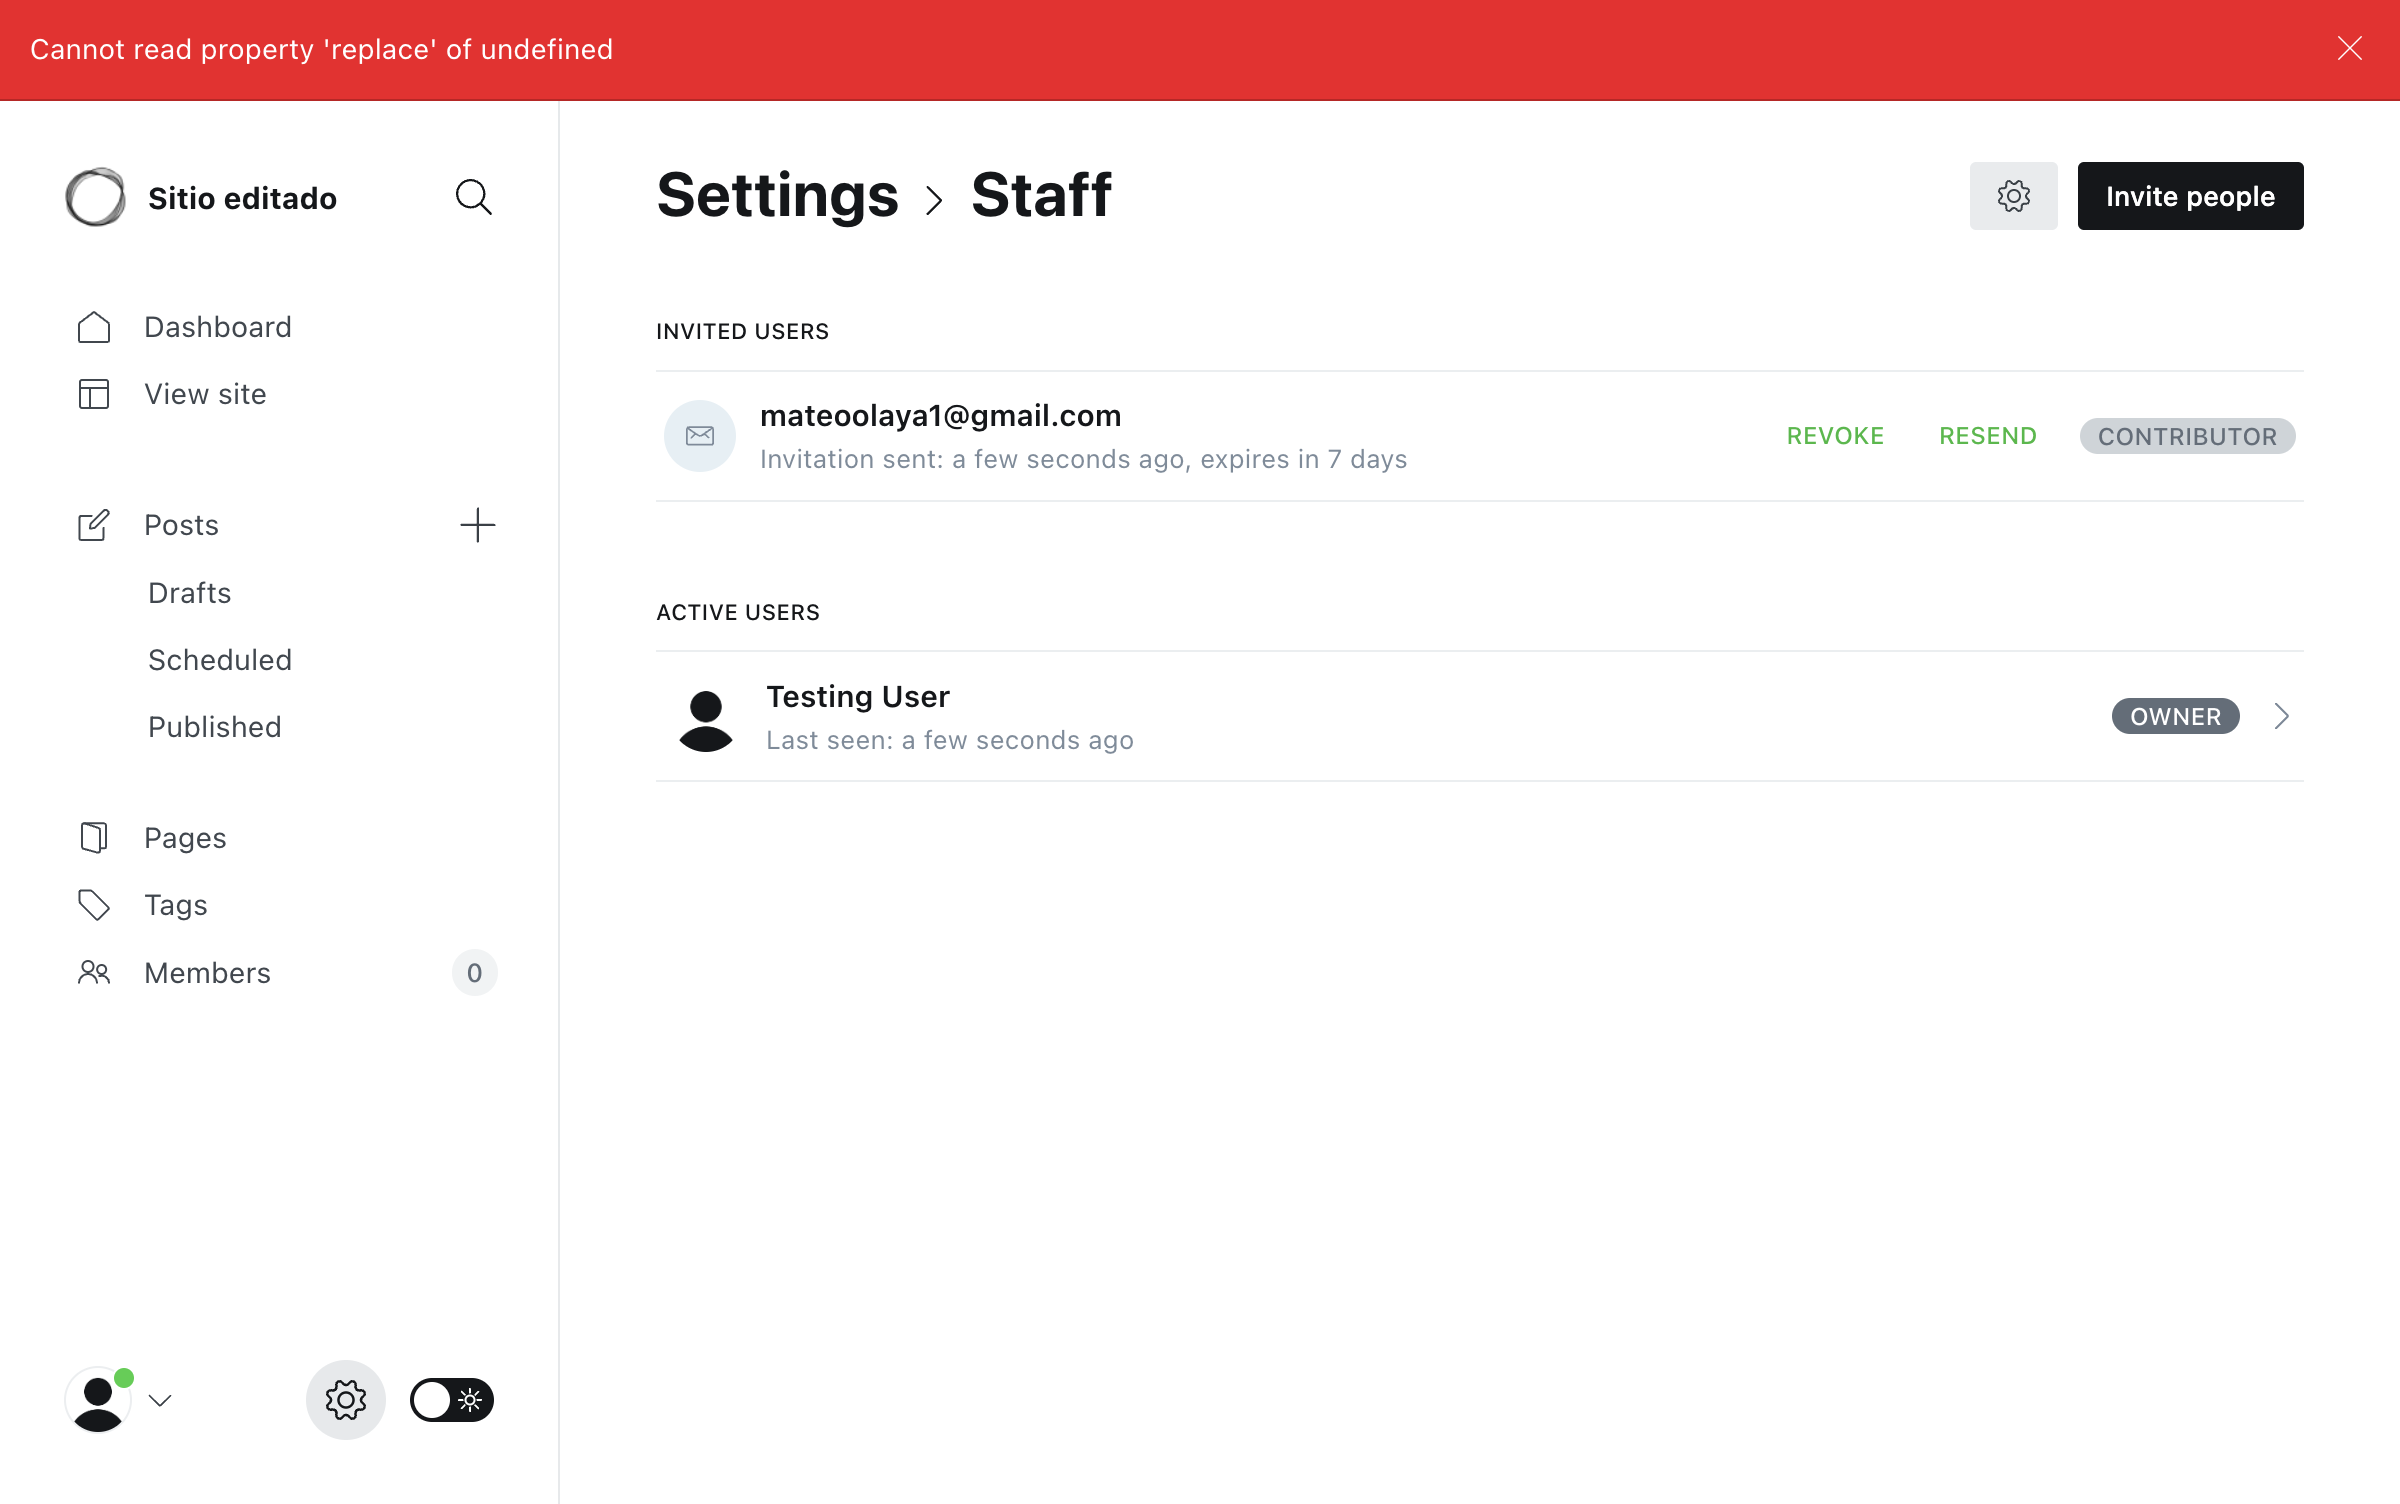 Cannot read property 'replace' of undefined
Sitio editado
Dashboard
View site
Posts
Drafts
Scheduled
Published
Pages
Tags
Members
0
Settings > Staff
Invite people
INVITED USERS
mateoolaya1@gmail.com
Invitation sent: a few seconds ago, expires in 7 days
REVOKE
RESEND
CONTRIBUTOR
ACTIVE USERS
Testing User
Last seen: a few seconds ago
OWNER